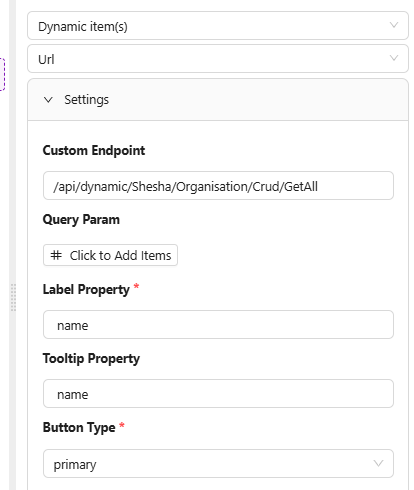 Dynamic item(s)
Url
Settings
Custom Endpoint
/api/dynamic/Shesha/Organisation/Crud/GetAll
Query Param
# Click to Add Items
Label Property *
name
Tooltip Property
name
Button Type *
primary